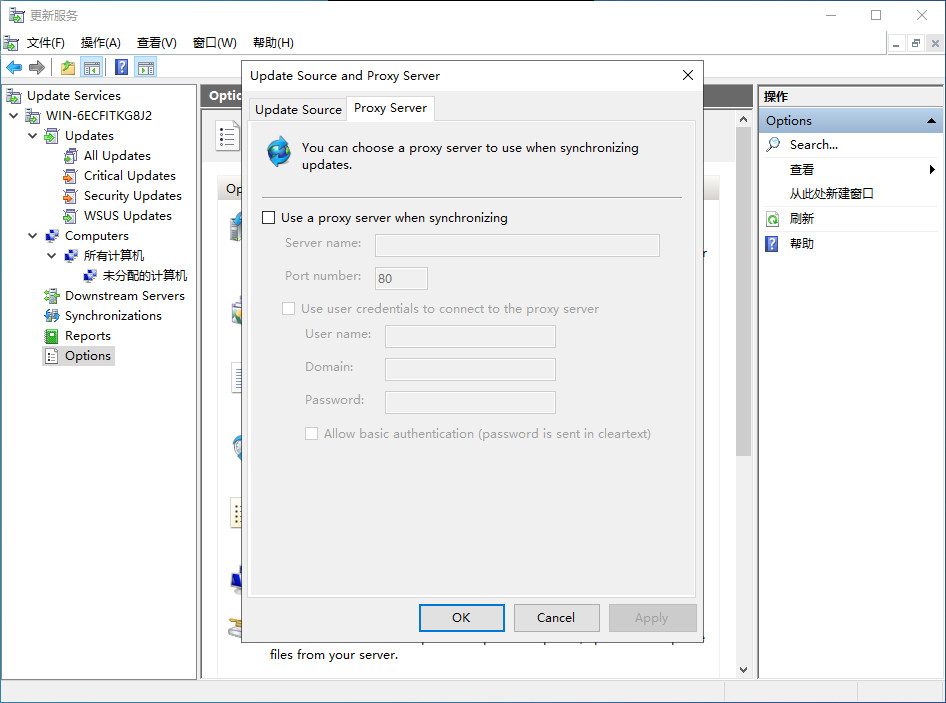 更新服务
文件(F) 操作(A) 查看(V) 窗口(W) 帮助(H)
Update Services
WIN-6ECFITKG8J2
Updates
All Updates
Critical Updates
Security Updates
WSUS Updates
Computers
所有计算机
未分配的计算机
Downstream Servers
Synchronizations
Reports
Options
Update Source and Proxy Server
Update Source Proxy Server
You can choose a proxy server to use when synchronizing
updates.
Use a proxy server when synchronizing
Server name:
Port number: 80
Use user credentials to connect to the proxy server
User name:
Domain:
Password:
Allow basic authentication (password is sent in cleartext)
OK Cancel Apply
files from your server.
操作
Options
Search...
查看
从此处新建窗口
刷新
帮助